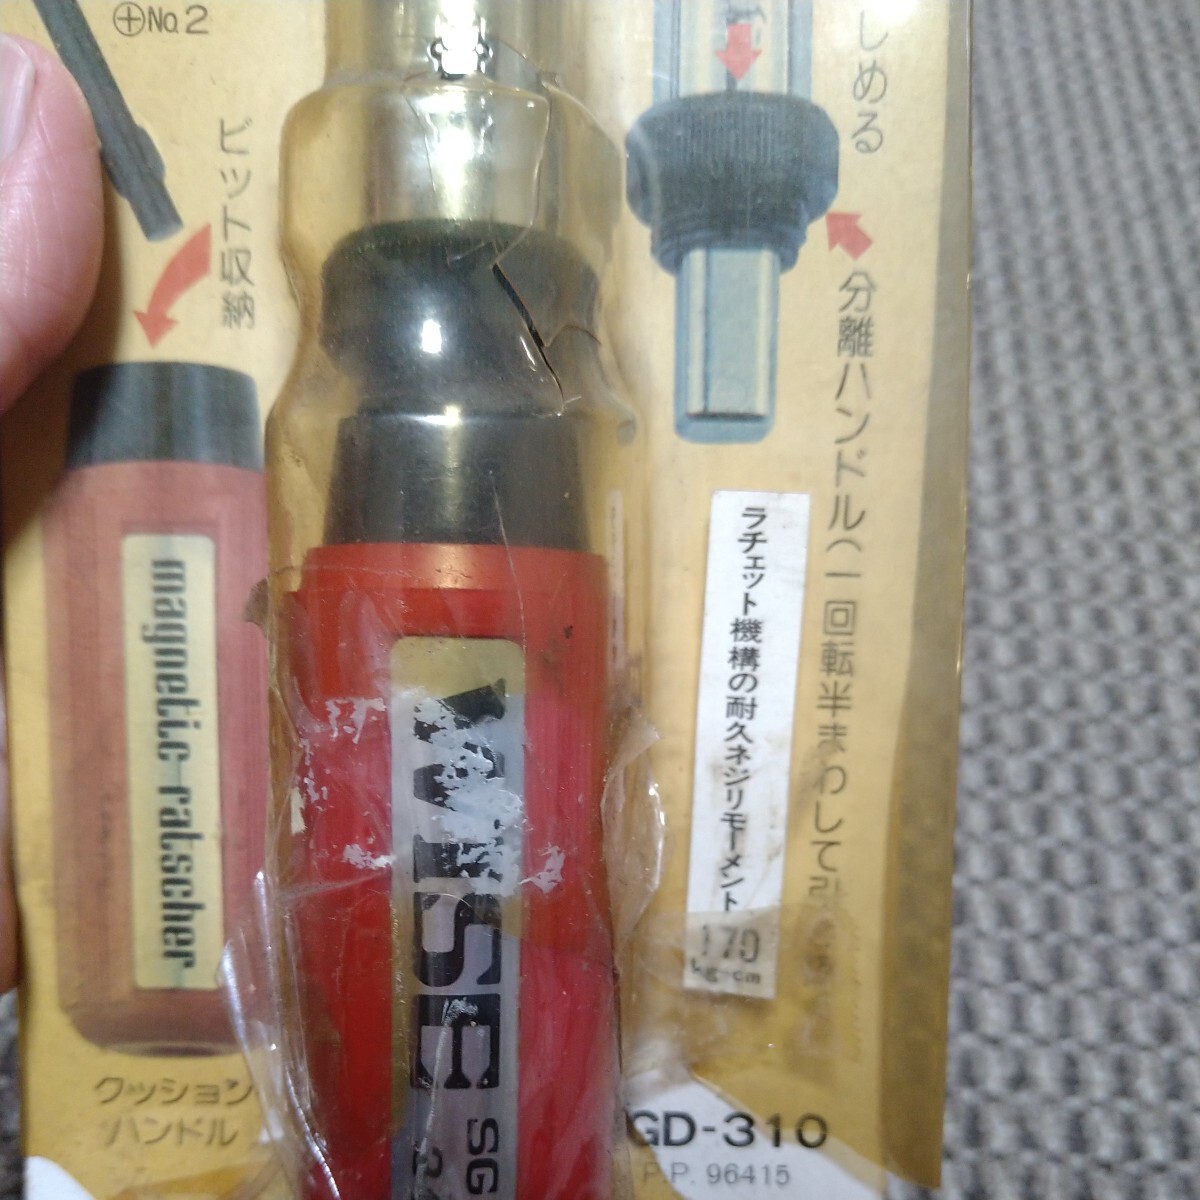 ⊕No.2
ビット収納
magnetic-ratscher
クッション
ハンドル
WISE
SG
しめる
分離ハンドル(一回転半まわして引
ラチェット機構の耐久ネジリモーメント
170
kg-cm
GD-310
P.P. 96415